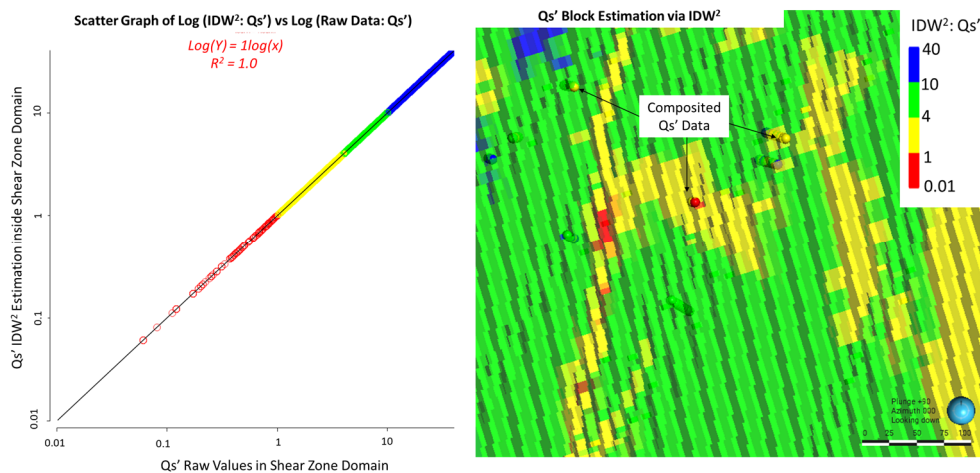 Scatter Graph of Log (IDW²: Qs’) vs Log (Raw Data: Qs’)
Log(Y) = 1log(x)
R² = 1.0
Qs’ IDW² Estimation inside Shear Zone Domain
10
1
0.1
0.01
0.01
0.1
1
10
Qs’ Raw Values in Shear Zone Domain
Qs’ Block Estimation via IDW²
Composited
Qs’ Data
IDW²: Qs’
40
10
4
1
0.01
Plunge +90
Azimuth 000
Looking down
0
25
50
75
100